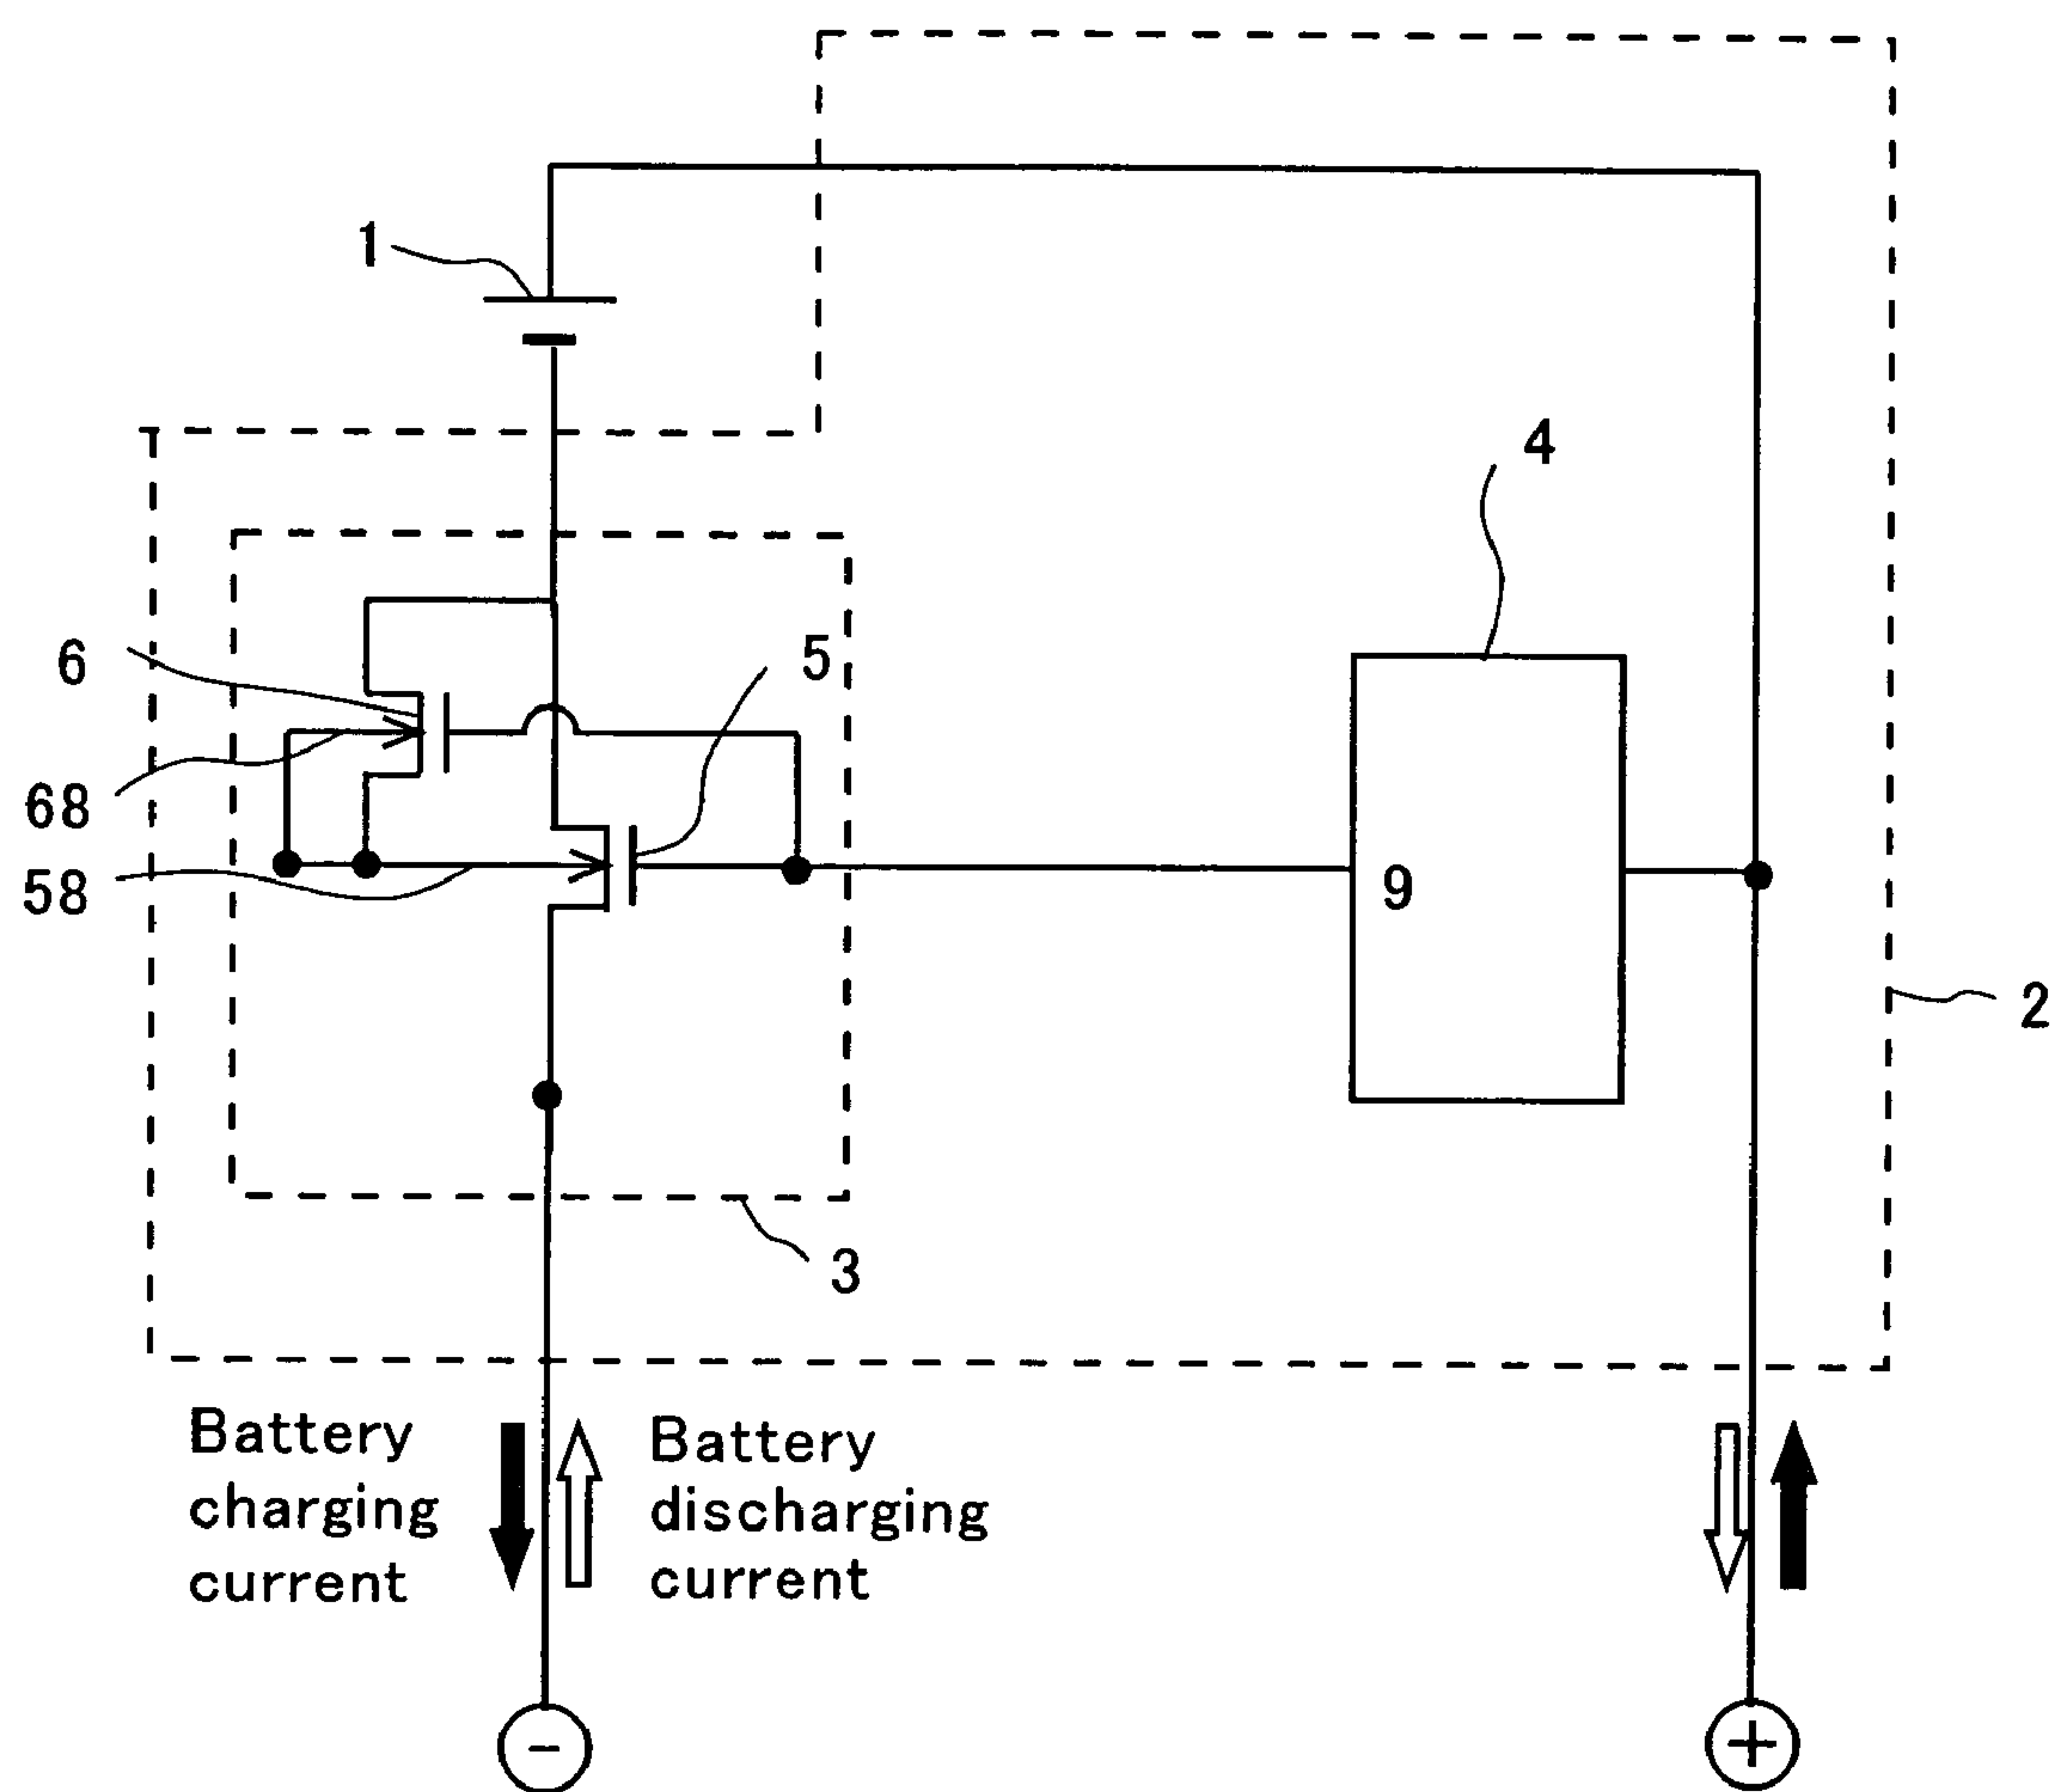 1
4
6
5
68
58
9
2
3
Battery
charging
current
Battery
discharging
current
-
+